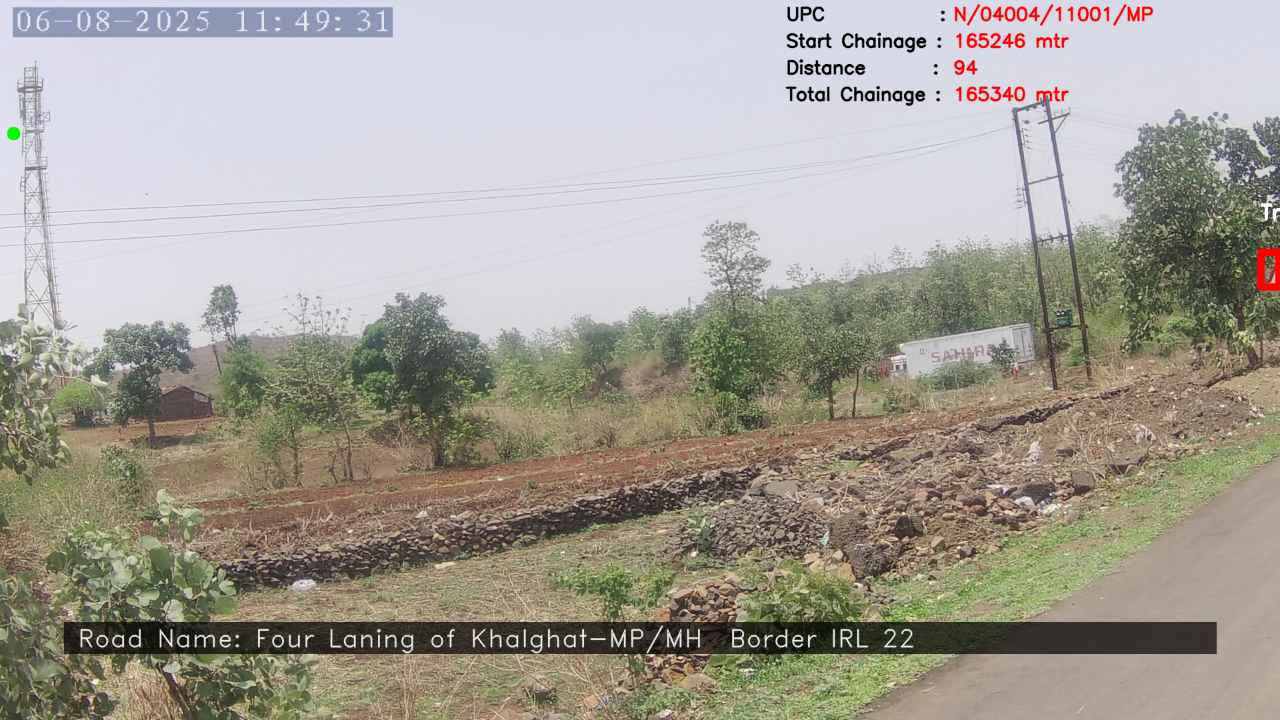 06-08-2025 11:49:31
UPC : N/04004/11001/MP
Start Chainage : 165246 mtr
Distance : 94
Total Chainage : 165340 mtr
Road Name: Four Laning of Khalghat-MP/MH Border IRL 22